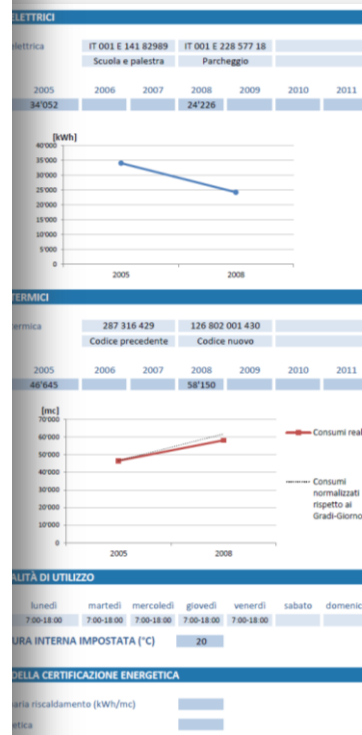 ELETTRICI
elettrica IT 001 E 141 82989 IT 001 E 228 577 18
Scuola e palestra Parcheggio
2005 2006 2007 2008 2009 2010 2011
34'052 24'226
[kWh]
40'000
35'000
30'000
25'000
20'000
15'000
10'000
5'000
0
2005 2008
TERMICI
termica 287 316 429 126 802 001 430
Codice precedente Codice nuovo
2005 2006 2007 2008 2009 2010 2011
46'645 58'150
[mc]
70'000
60'000
50'000
40'000
30'000
20'000
10'000
0
2005 2008
Consumi real
Consumi
normalizzati
rispetto ai
Gradi-Giorno
ALITÀ DI UTILIZZO
lunedì martedì mercoledì giovedì venerdì sabato domenic
7:00-18:00 7:00-18:00 7:00-18:00 7:00-18:00 7:00-18:00
URA INTERNA IMPOSTATA (°C) 20
DELLA CERTIFICAZIONE ENERGETICA
aria riscaldamento (kWh/mc)
etica